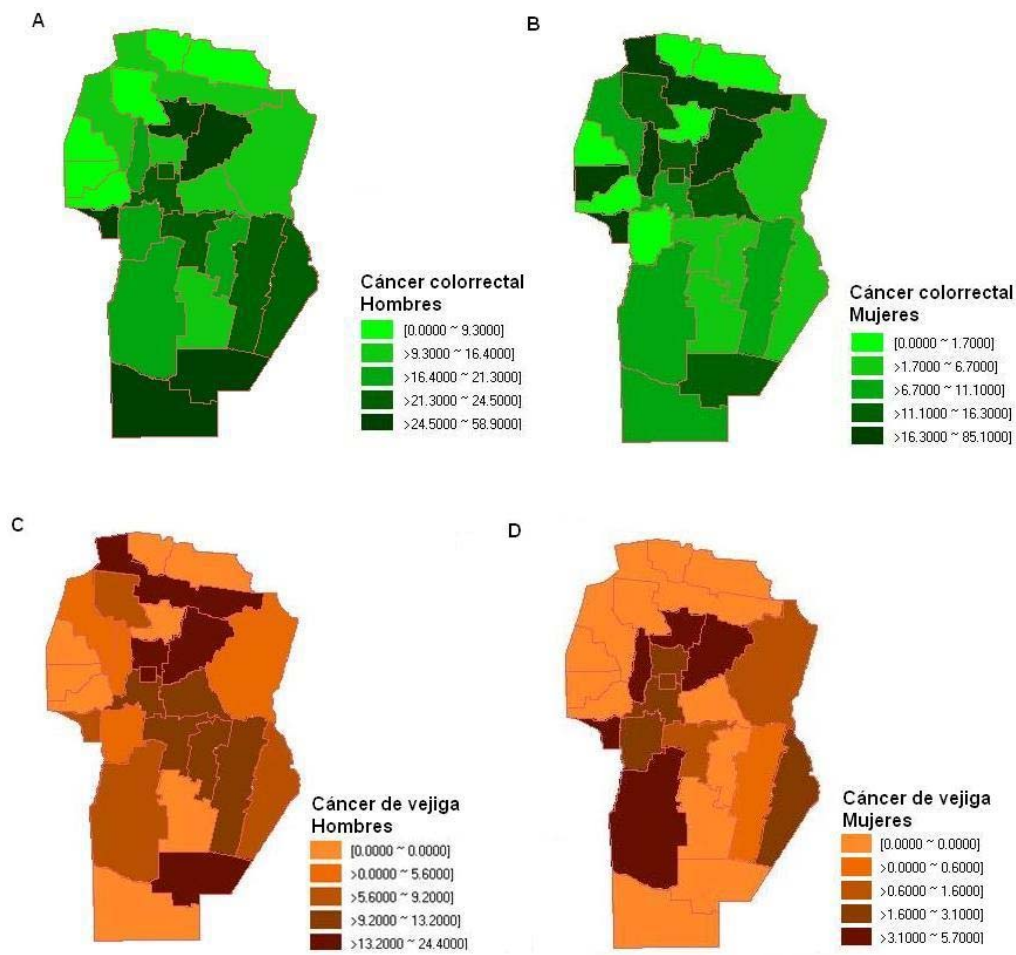 A
B
Cáncer colorrectal
Hombres
[0.0000 ~ 9.3000]
>9.3000 ~ 16.4000]
>16.4000 ~ 21.3000]
>21.3000 ~ 24.5000]
>24.5000 ~ 58.9000]
Cáncer colorrectal
Mujeres
[0.0000 ~ 1.7000]
>1.7000 ~ 6.7000]
>6.7000 ~ 11.1000]
>11.1000 ~ 16.3000]
>16.3000 ~ 85.1000]
C
D
Cáncer de vejiga
Hombres
[0.0000 ~ 0.0000]
>0.0000 ~ 5.6000]
>5.6000 ~ 9.2000]
>9.2000 ~ 13.2000]
>13.2000 ~ 24.4000]
Cáncer de vejiga
Mujeres
[0.0000 ~ 0.0000]
>0.0000 ~ 0.6000]
>0.6000 ~ 1.6000]
>1.6000 ~ 3.1000]
>3.1000 ~ 5.7000]